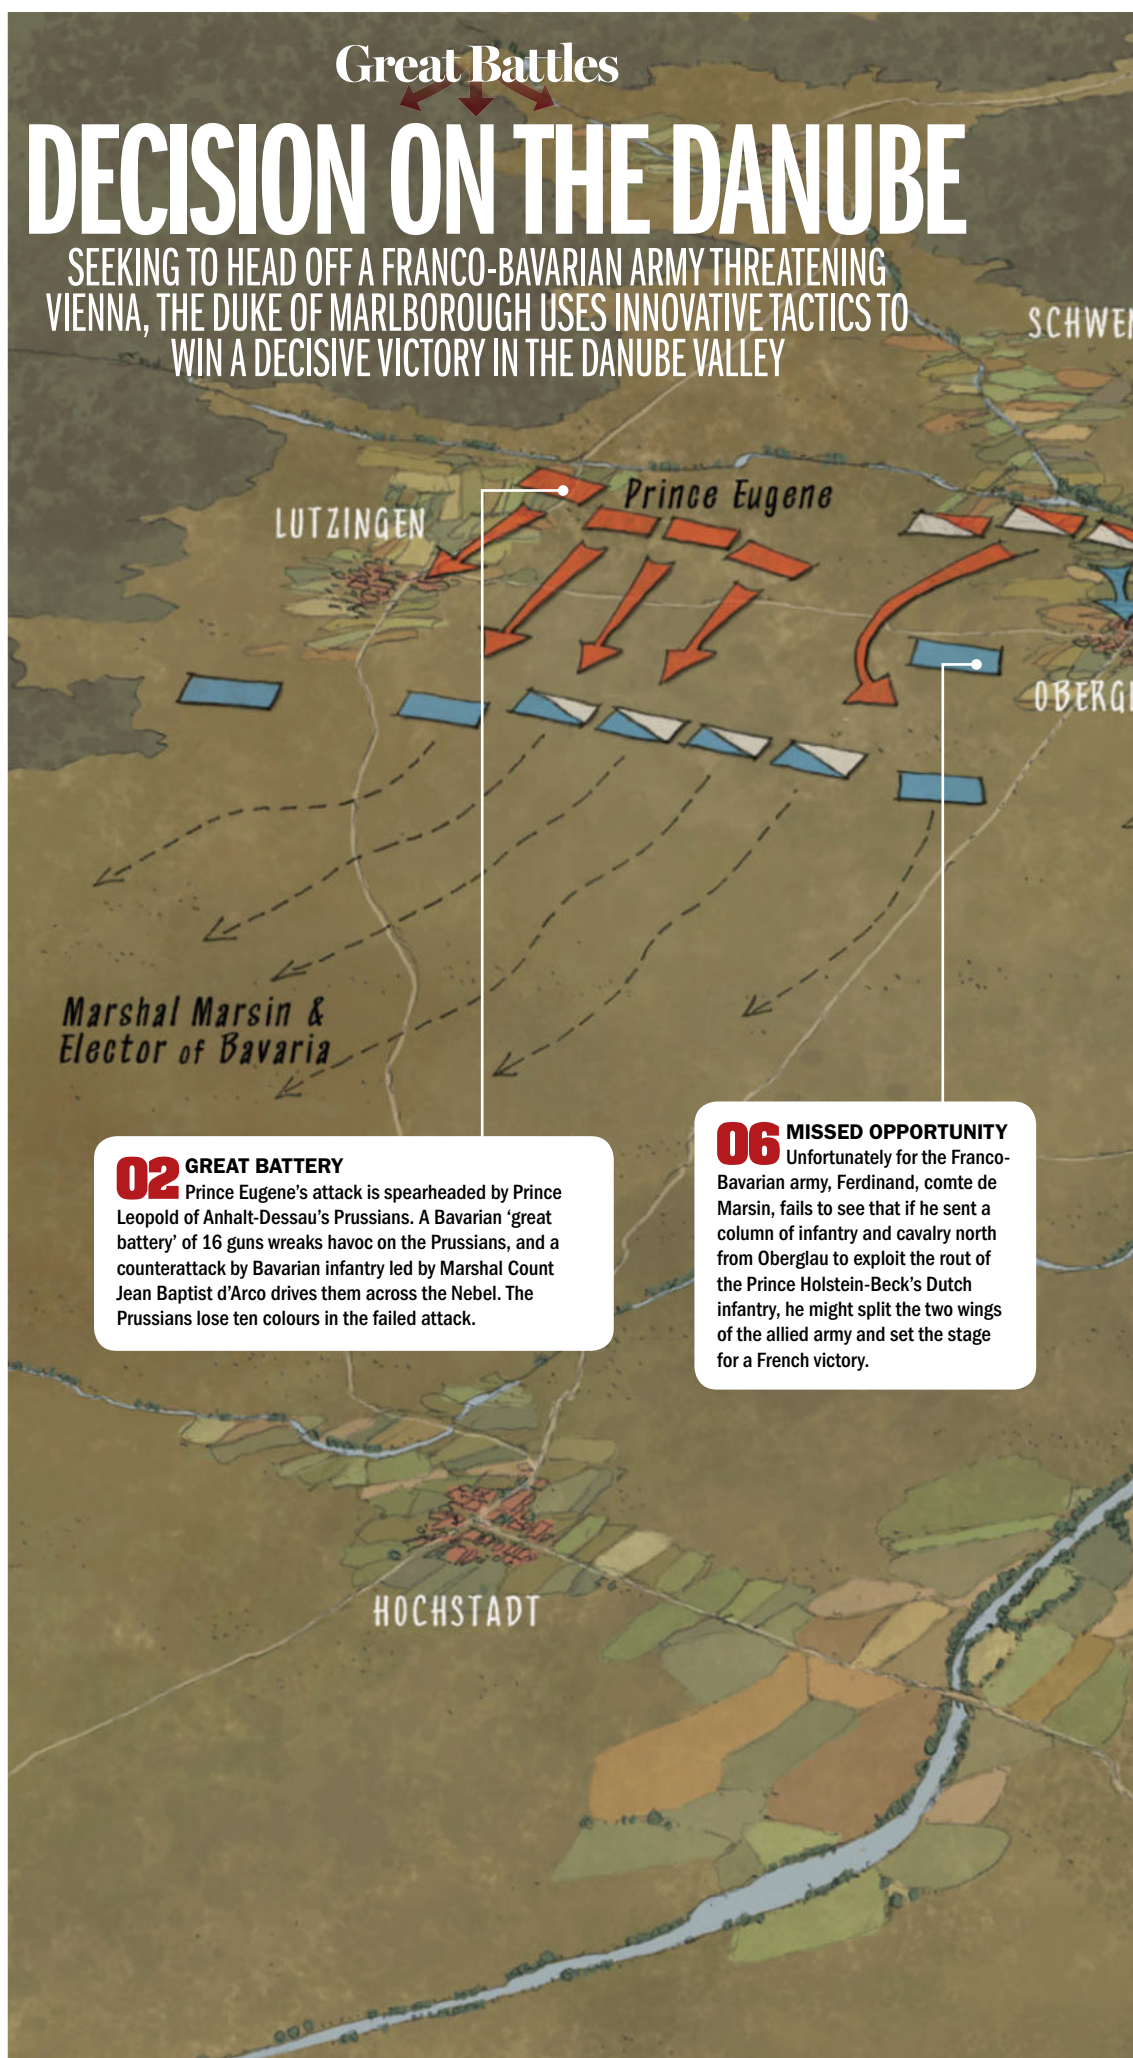 Great Battles
DECISION ON THE DANUBE
SEEKING TO HEAD OFF A FRANCO-BAVARIAN ARMY THREATENING
VIENNA, THE DUKE OF MARLBOROUGH USES INNOVATIVE TACTICS TO
WIN A DECISIVE VICTORY IN THE DANUBE VALLEY
SCHWEN
LUTZINGEN
Prince Eugene
OBERGL
Marshal Marsin &
Elector of Bavaria
02 GREAT BATTERY
Prince Eugene’s attack is spearheaded by Prince
Leopold of Anhalt-Dessau’s Prussians. A Bavarian ‘great
battery’ of 16 guns wreaks havoc on the Prussians, and a
counterattack by Bavarian infantry led by Marshal Count
Jean Baptist d’Arco drives them across the Nebel. The
Prussians lose ten colours in the failed attack.
06 MISSED OPPORTUNITY
Unfortunately for the Franco-
Bavarian army, Ferdinand, comte de
Marsin, fails to see that if he sent a
column of infantry and cavalry north
from Oberglau to exploit the rout of
the Prince Holstein-Beck’s Dutch
infantry, he might split the two wings
of the allied army and set the stage
for a French victory.
HOCHSTADT